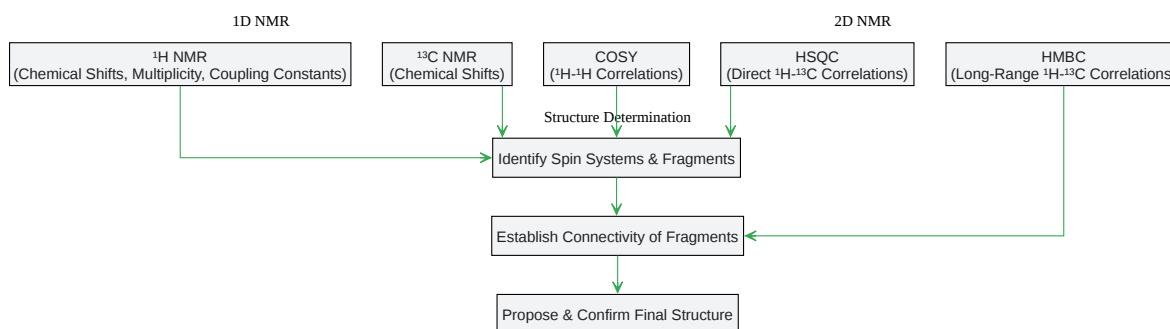 1D NMR
2D NMR
¹H NMR
(Chemical Shifts, Multiplicity, Coupling Constants)
¹³C NMR
(Chemical Shifts)
COSY
(¹H-¹H Correlations)
HSQC
(Direct ¹H-¹³C Correlations)
HMBC
(Long-Range ¹H-¹³C Correlations
Structure Determination
Identify Spin Systems & Fragments
Establish Connectivity of Fragments
Propose & Confirm Final Structure